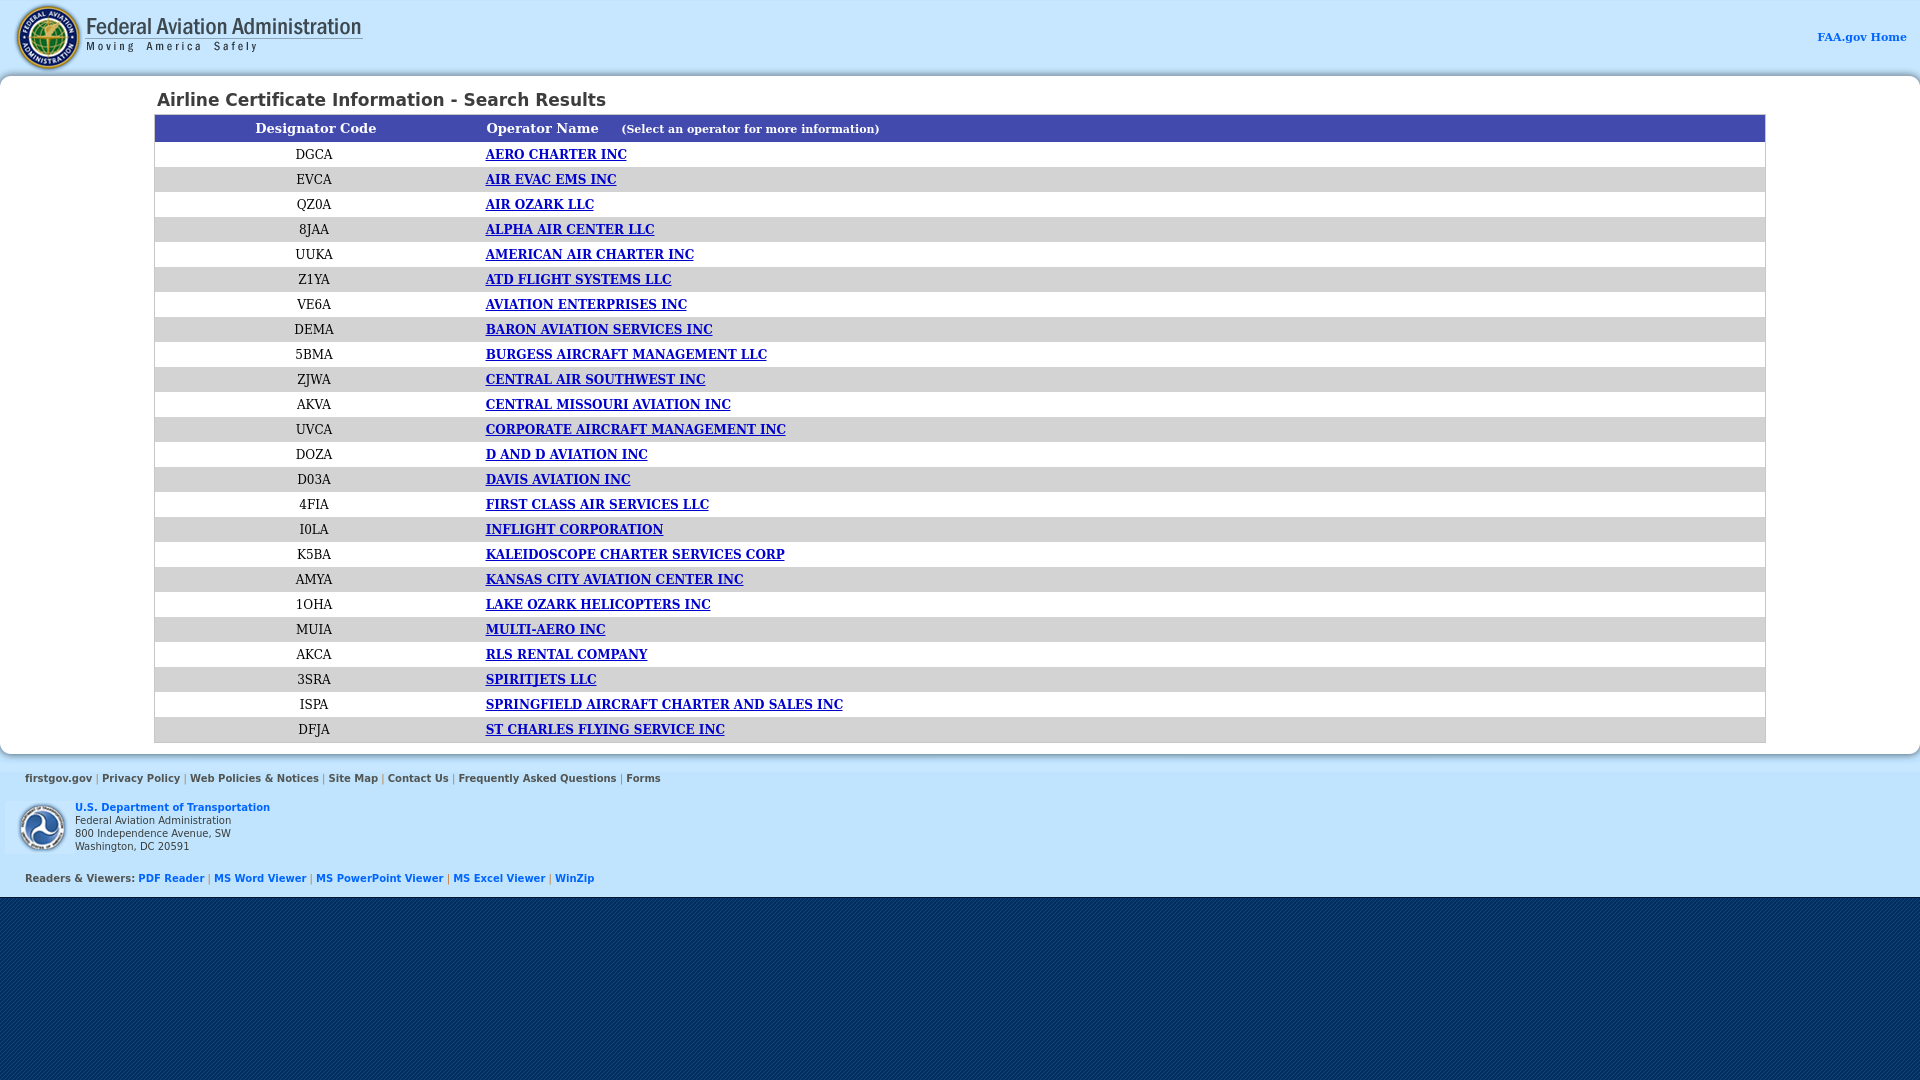 Federal Aviation Administration
Moving America Safely
FAA.gov Home
Airline Certificate Information - Search Results
Designator Code Operator Name (Select an operator for more information)
DGCA AERO CHARTER INC
EVCA AIR EVAC EMS INC
QZ0A AIR OZARK LLC
8JAA ALPHA AIR CENTER LLC
UUKA AMERICAN AIR CHARTER INC
Z1YA ATD FLIGHT SYSTEMS LLC
VE6A AVIATION ENTERPRISES INC
DEMA BARON AVIATION SERVICES INC
5BMA BURGESS AIRCRAFT MANAGEMENT LLC
ZJWA CENTRAL AIR SOUTHWEST INC
AKVA CENTRAL MISSOURI AVIATION INC
UVCA CORPORATE AIRCRAFT MANAGEMENT INC
DOZA D AND D AVIATION INC
D03A DAVIS AVIATION INC
4FIA FIRST CLASS AIR SERVICES LLC
I0LA INFLIGHT CORPORATION
K5BA KALEIDOSCOPE CHARTER SERVICES CORP
AMYA KANSAS CITY AVIATION CENTER INC
1OHA LAKE OZARK HELICOPTERS INC
MUIA MULTI-AERO INC
AKCA RLS RENTAL COMPANY
3SRA SPIRITJETS LLC
ISPA SPRINGFIELD AIRCRAFT CHARTER AND SALES INC
DFJA ST CHARLES FLYING SERVICE INC
firstgov.gov | Privacy Policy | Web Policies & Notices | Site Map | Contact Us | Frequently Asked Questions | Forms
U.S. Department of Transportation
Federal Aviation Administration
800 Independence Avenue, SW
Washington, DC 20591
Readers & Viewers: PDF Reader | MS Word Viewer | MS PowerPoint Viewer | MS Excel Viewer | WinZip